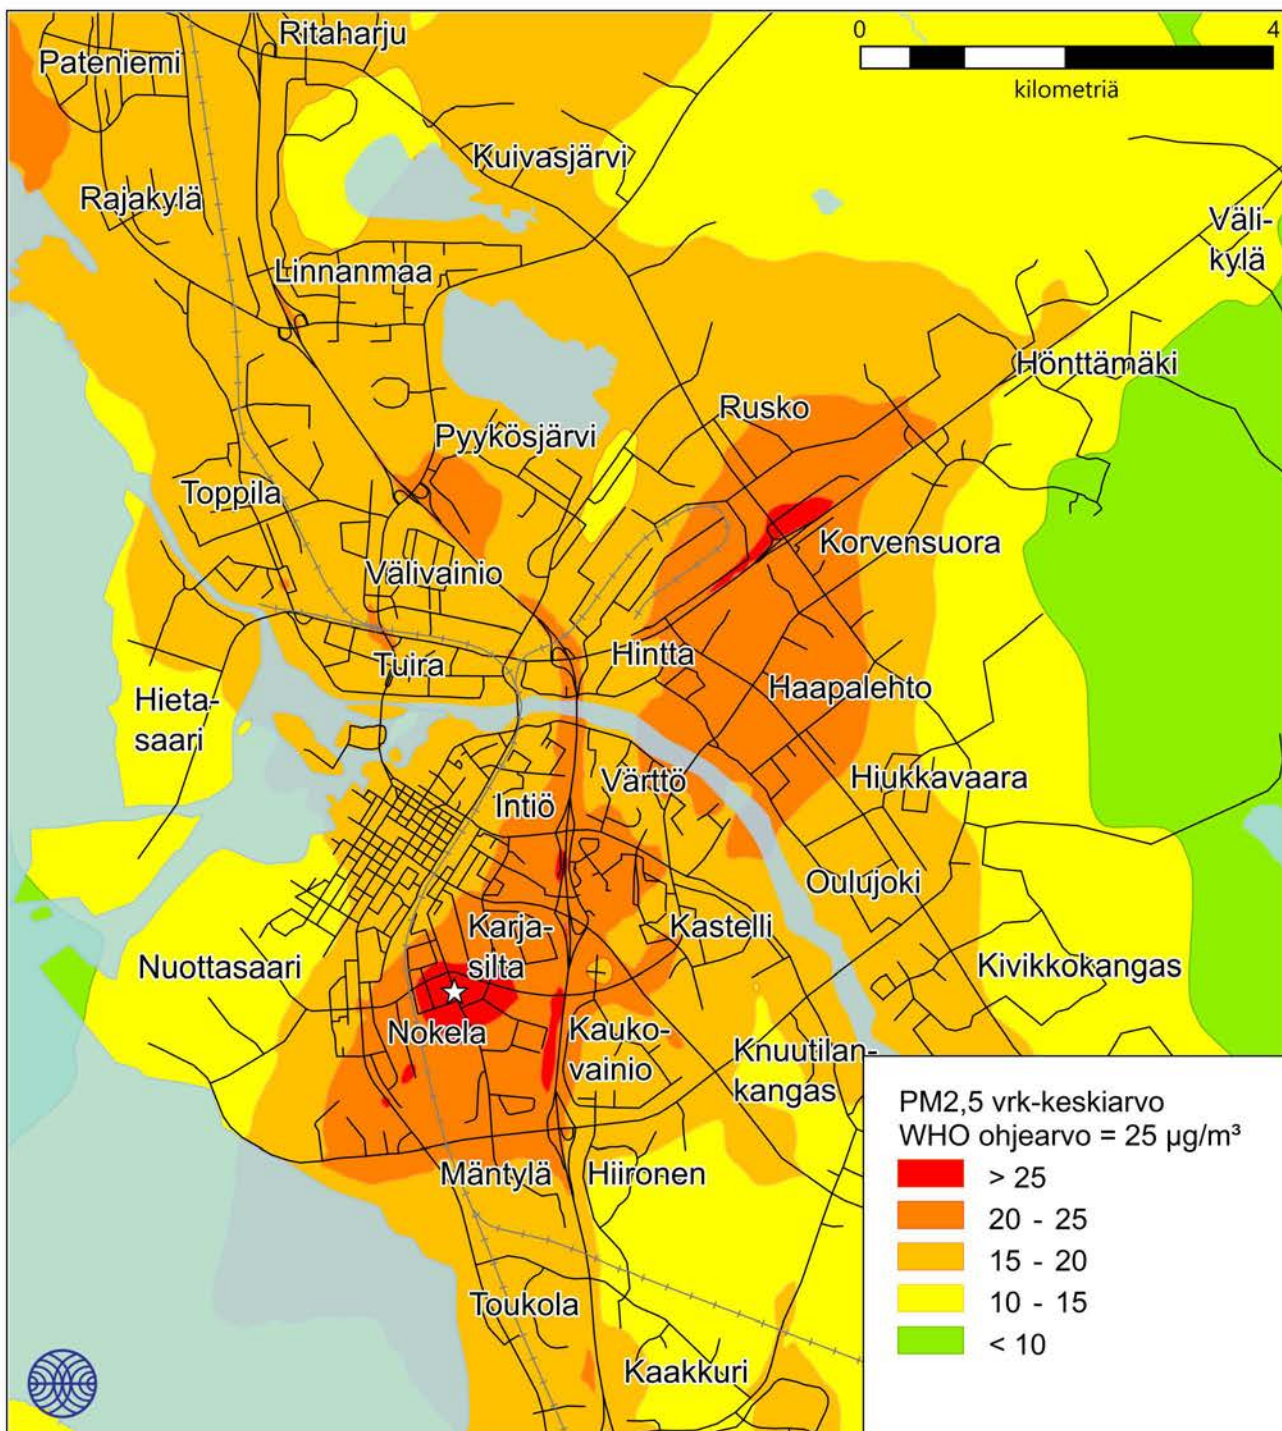 Ritaharju
Pateniemi
0 4
kilometriä
Kuivasjärvi
Rajakylä
Väli-
kylä
Linnanmaa
Hönttämäki
Rusko
Pyykösjärvi
Toppila
Korvensuora
Välivainio
Hintta
Tuira
Haapalehto
Hieta-
saari
Hiukkavaara
Värttö
Intiö
Oulujoki
Karja-
silta
Kastelli
Nuottasaari
Kivikkokangas
Nokela
Kauko-
vainio
Knuutilan-
kangas
Mäntylä
Hiironen
Toukola
Kaakkuri
PM2,5 vrk-keskiarvo
WHO ohjearvo = 25 µg/m³
> 25
20 - 25
15 - 20
10 - 15
< 10